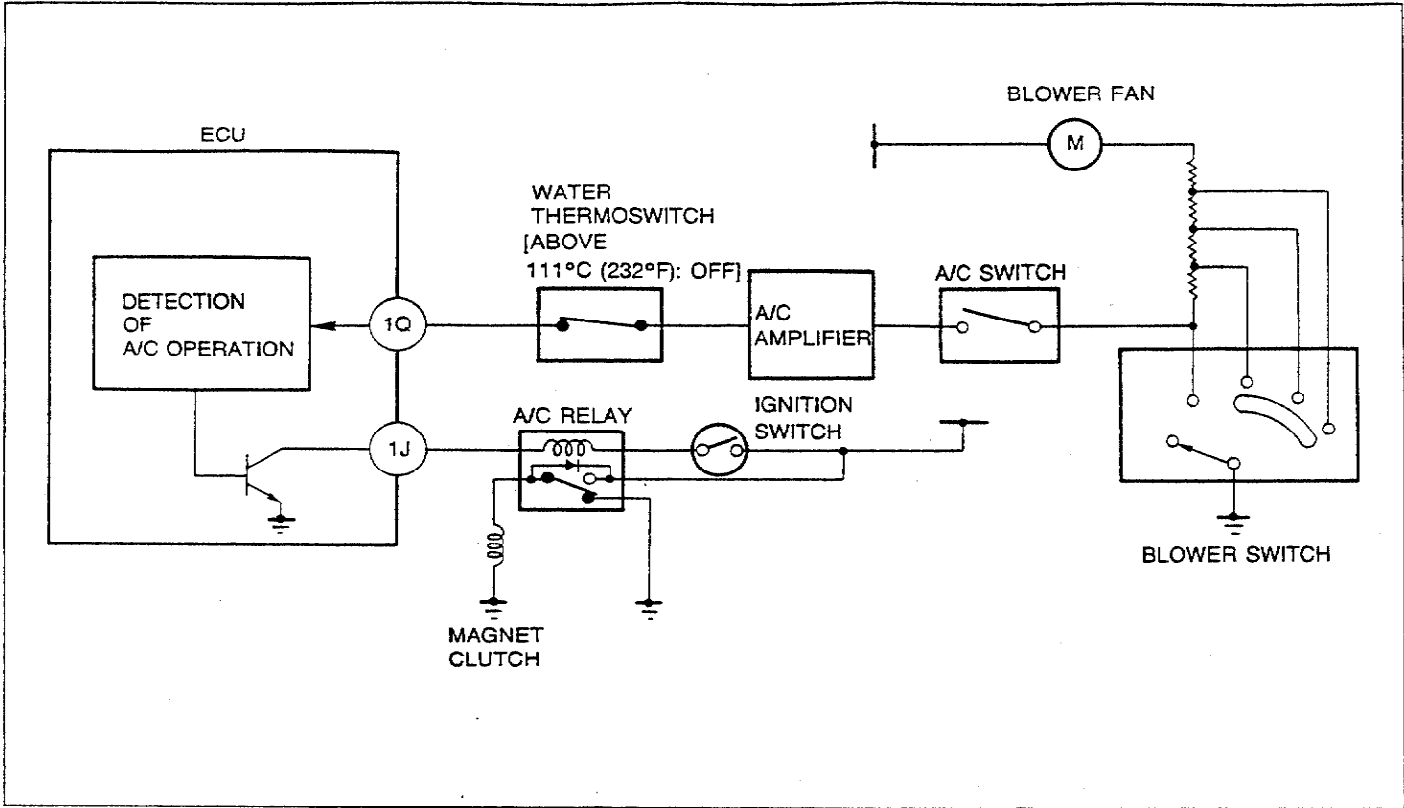 BLOWER FAN
M
ECU
WATER
THERMOSWITCH
[ABOVE
111°C (232°F): OFF]
A/C SWITCH
DETECTION
OF
A/C OPERATION
1Q
A/C
AMPLIFIER
A/C RELAY
IGNITION
SWITCH
1J
BLOWER SWITCH
MAGNET
CLUTCH